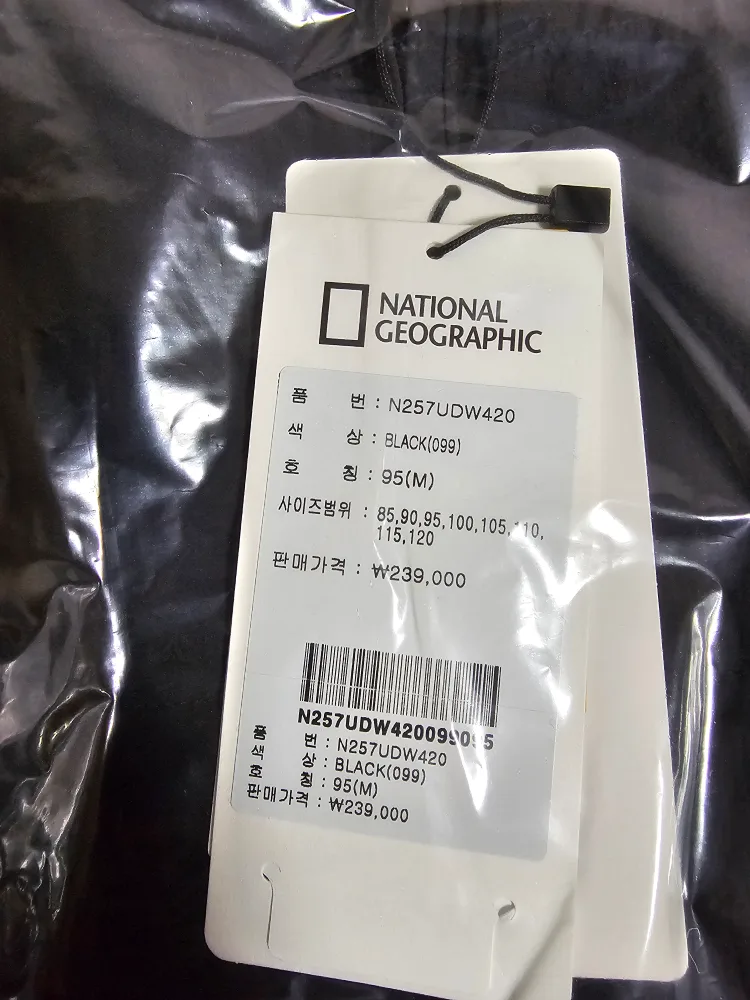 NATIONAL
GEOGRAPHIC
품 번 : N257UDW420
색 상 : BLACK(099)
호 칭 : 95(M)
사이즈범위 : 85,90,95,100,105,110,
115,120
판매가격 : ₩239,000
N257UDW420099095
품 번 : N257UDW420
색 상 : BLACK(099)
호 칭 : 95(M)
판매가격 : ₩239,000